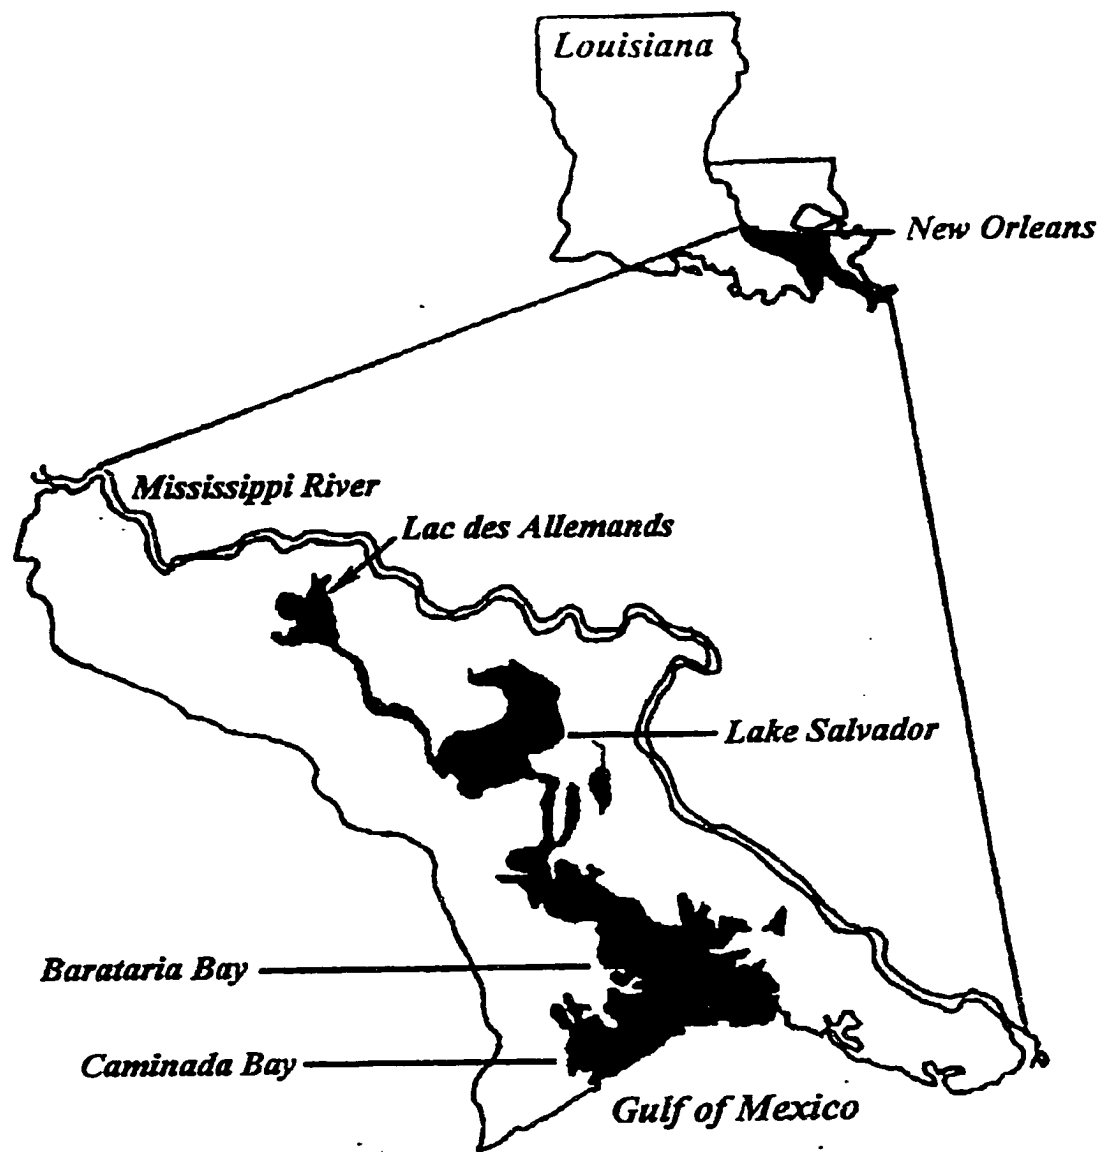 Louisiana
New Orleans
Mississippi River
Lac des Allemands
Lake Salvador
Barataria Bay
Caminada Bay
Gulf of Mexico